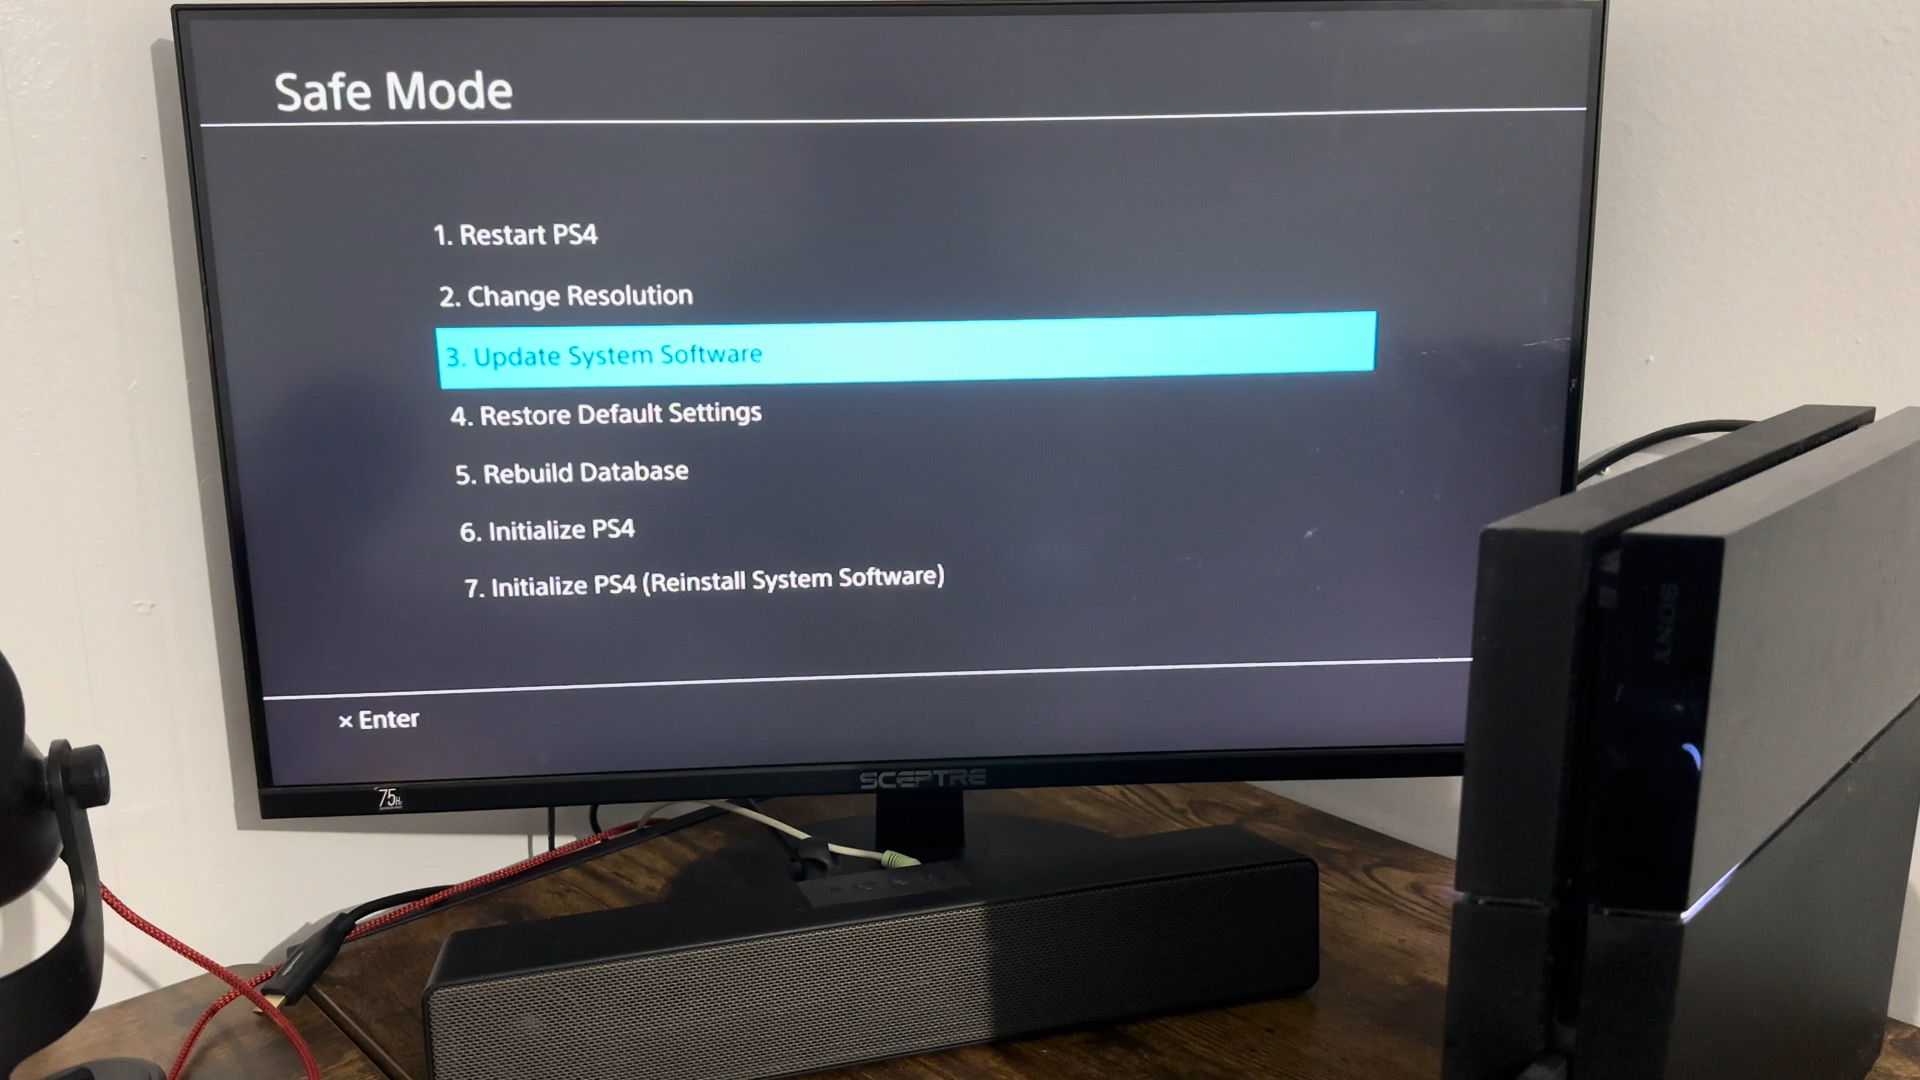 Safe Mode
1. Restart PS4
2. Change Resolution
3. Update System Software
4. Restore Default Settings
5. Rebuild Database
6. Initialize PS4
7. Initialize PS4 (Reinstall System Software)
× Enter
SCEPTRE
75Hz
SONY